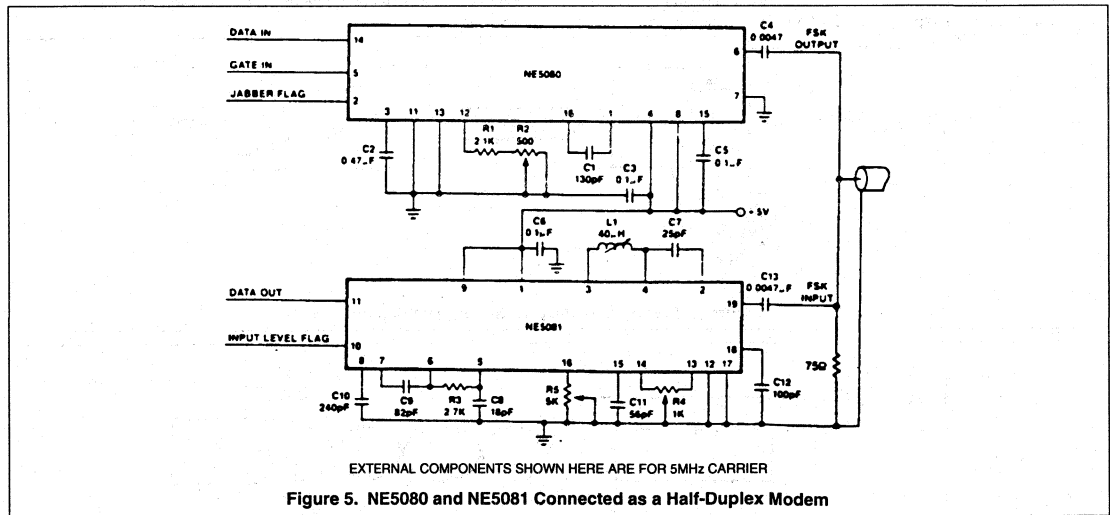 C4
0 0047
FSK
OUTPUT
DATA IN
14
6
GATE IN
5
NE5080
JABBER FLAG
2
7
3
11
13
12
16
1
4
8
15
R1
2 1K
R2
500
C2
0 47µF
C1
130pF
C3
0 1µF
C5
0 1µF
+ 5V
C6
0 1µF
L1
40µH
C7
25pF
9
1
3
4
2
C13
0 0047µF
FSK
INPUT
DATA OUT
11
19
NE5081
INPUT LEVEL FLAG
10
18
8
7
6
5
16
15
14
13
12
17
75Ω
C10
240pF
C9
82pF
R3
2 7K
C8
18pF
R5
5K
C11
56pF
R4
1K
C12
100pF
EXTERNAL COMPONENTS SHOWN HERE ARE FOR 5MHz CARRIER
Figure 5. NE5080 and NE5081 Connected as a Half-Duplex Modem